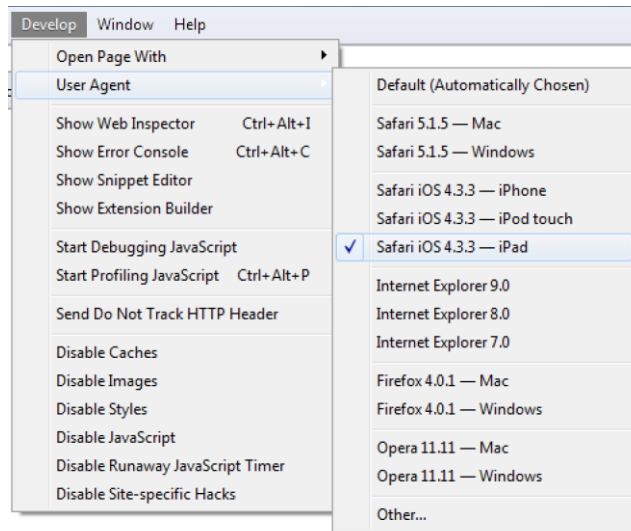 Develop Window Help
Open Page With
User Agent
Show Web Inspector Ctrl+Alt+I
Show Error Console Ctrl+Alt+C
Show Snippet Editor
Show Extension Builder
Start Debugging JavaScript
Start Profiling JavaScript Ctrl+Alt+P
Send Do Not Track HTTP Header
Disable Caches
Disable Images
Disable Styles
Disable JavaScript
Disable Runaway JavaScript Timer
Disable Site-specific Hacks
Default (Automatically Chosen)
Safari 5.1.5 — Mac
Safari 5.1.5 — Windows
Safari iOS 4.3.3 — iPhone
Safari iOS 4.3.3 — iPod touch
Safari iOS 4.3.3 — iPad
Internet Explorer 9.0
Internet Explorer 8.0
Internet Explorer 7.0
Firefox 4.0.1 — Mac
Firefox 4.0.1 — Windows
Opera 11.11 — Mac
Opera 11.11 — Windows
Other...